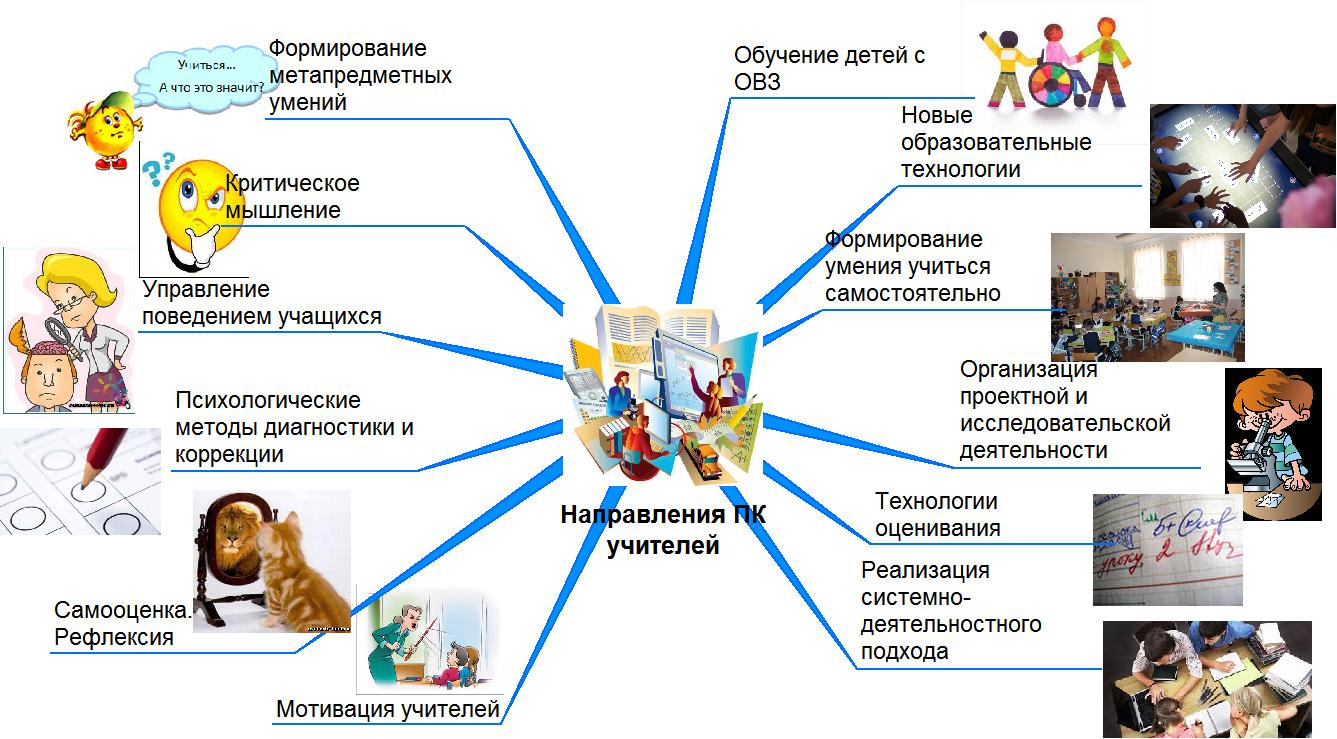 Учиться...
А что это значит?
Формирование
метапредметных
умений
Критическое
мышление
Управление
поведением учащихся
Психологические
методы диагностики и
коррекции
Самооценка.
Рефлексия
Мотивация учителей
Направления ПК
учителей
Обучение детей с
ОВЗ
Новые
образовательные
технологии
Формирование
умения учиться
самостоятельно
Организация
проектной и
исследовательской
деятельности
Технологии
оценивания
Реализация
системно-
деятельностного
подхода